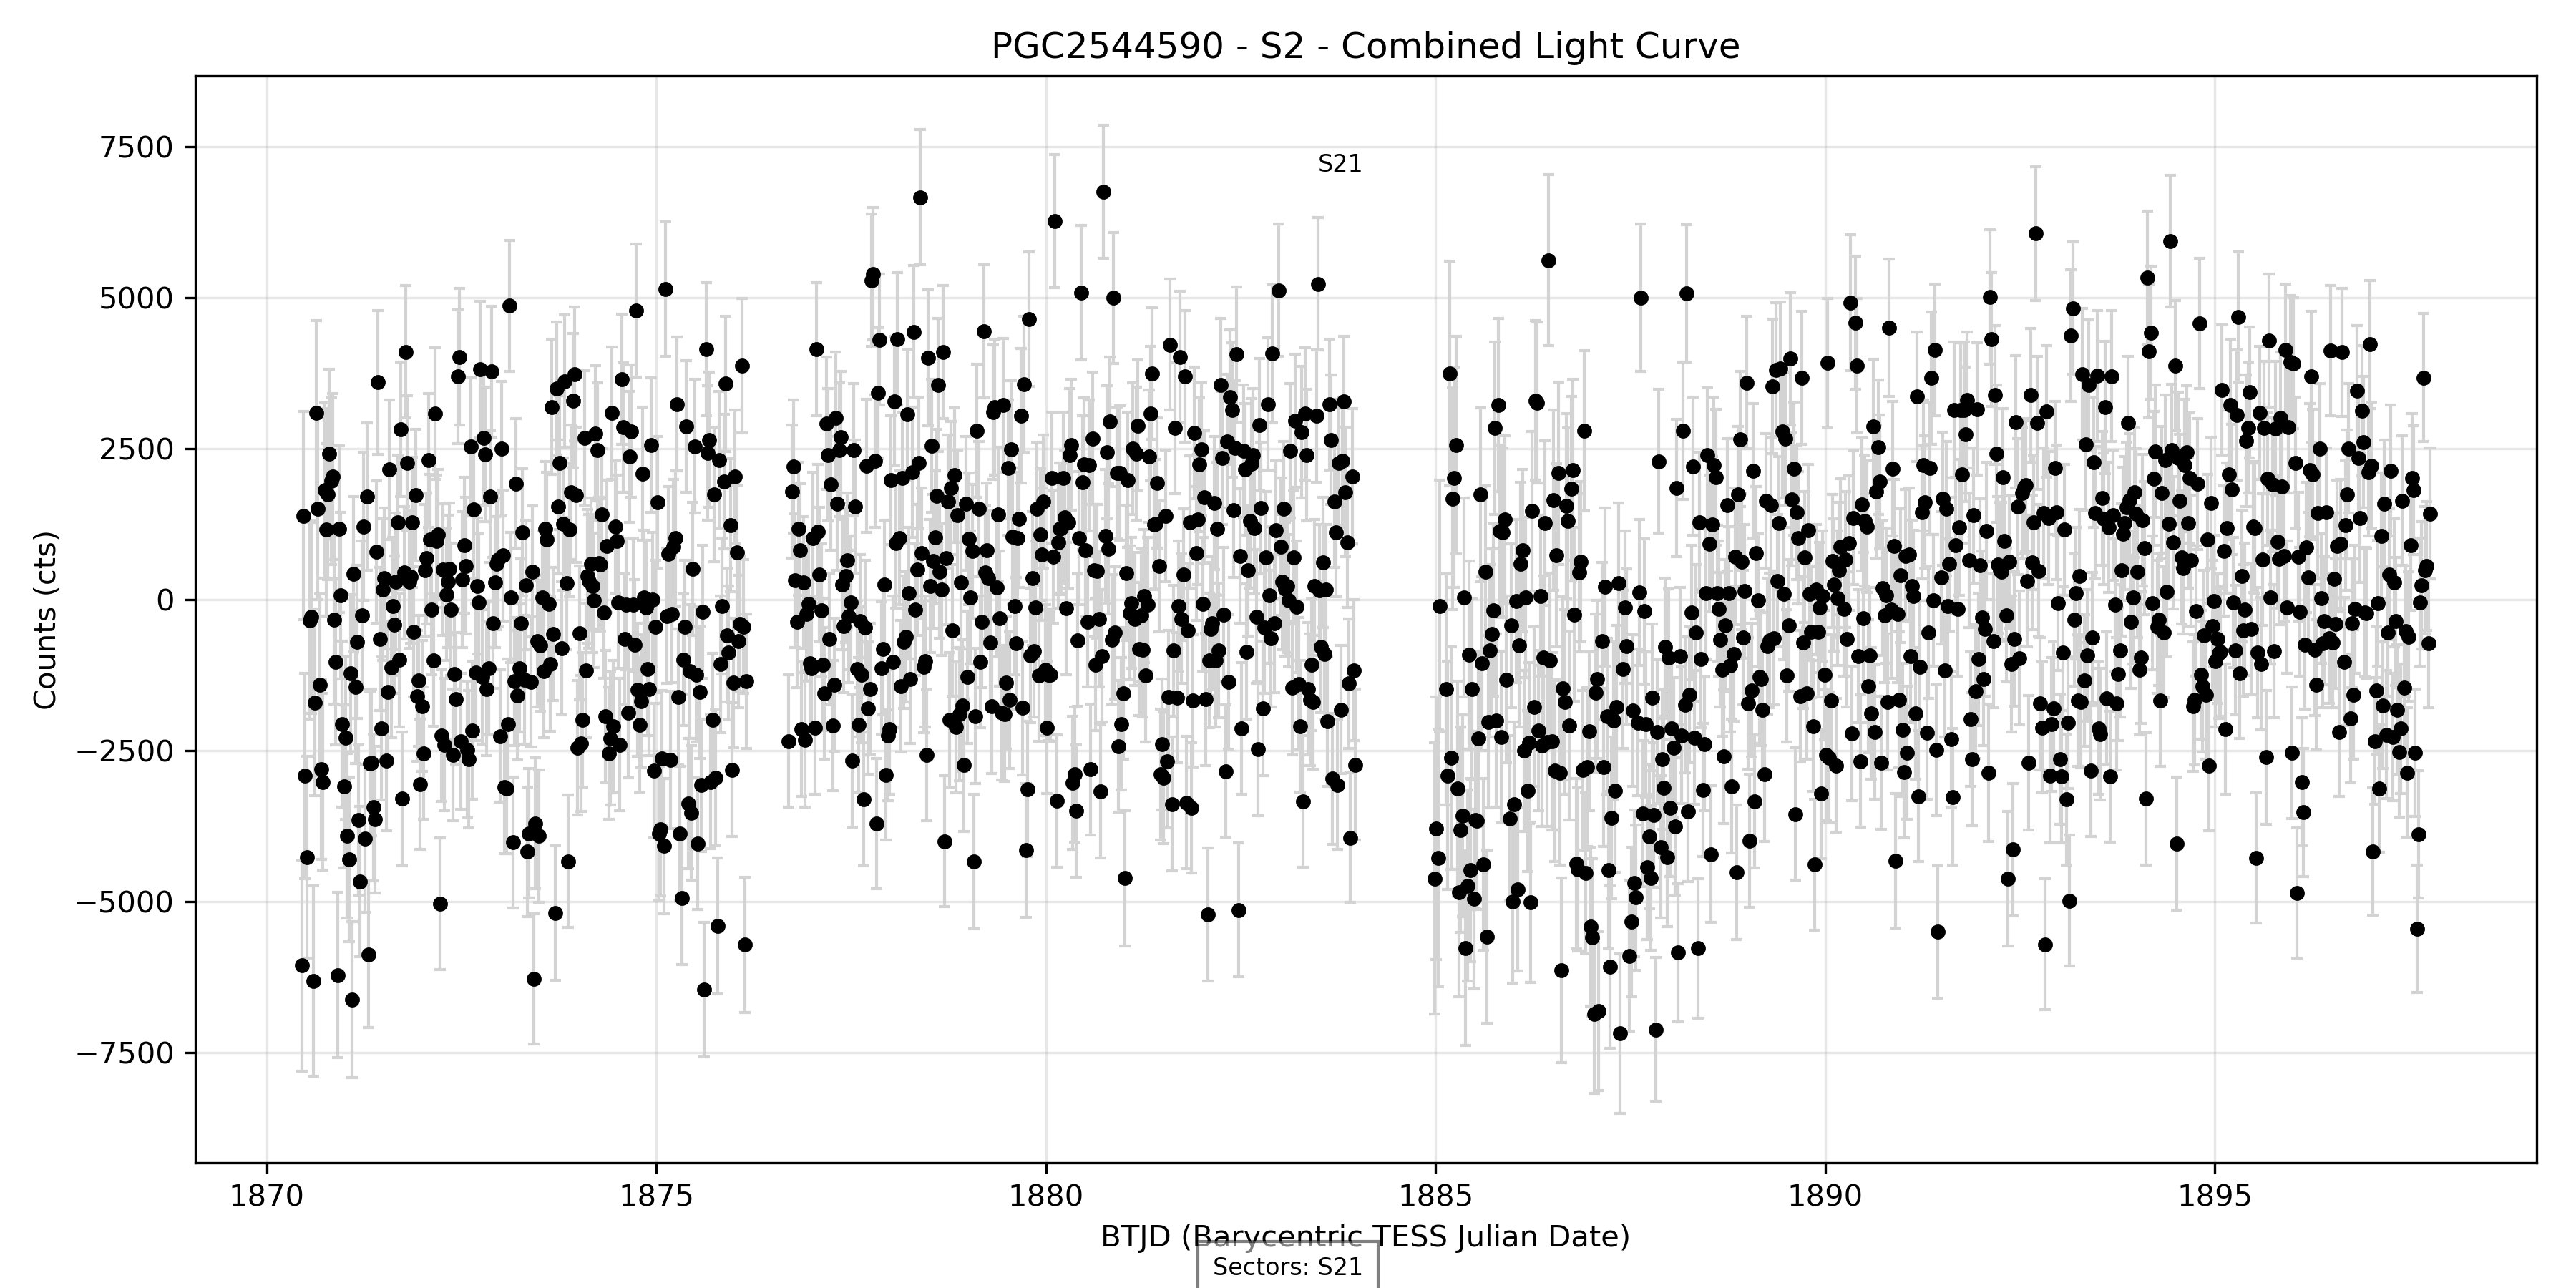 PGC2544590 - S2 - Combined Light Curve
7500
5000
2500
0
−2500
−5000
−7500
Counts (cts)
S21
1870
1875
1880
1885
1890
1895
BTJD (Barycentric TESS Julian Date)
Sectors: S21